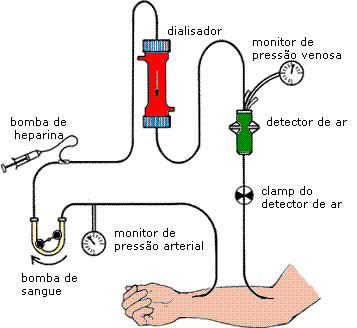 dialisador
monitor de
pressão venosa
bomba de
heparina
detector de ar
clamp do
detector de ar
monitor de
pressão arterial
bomba de
sangue